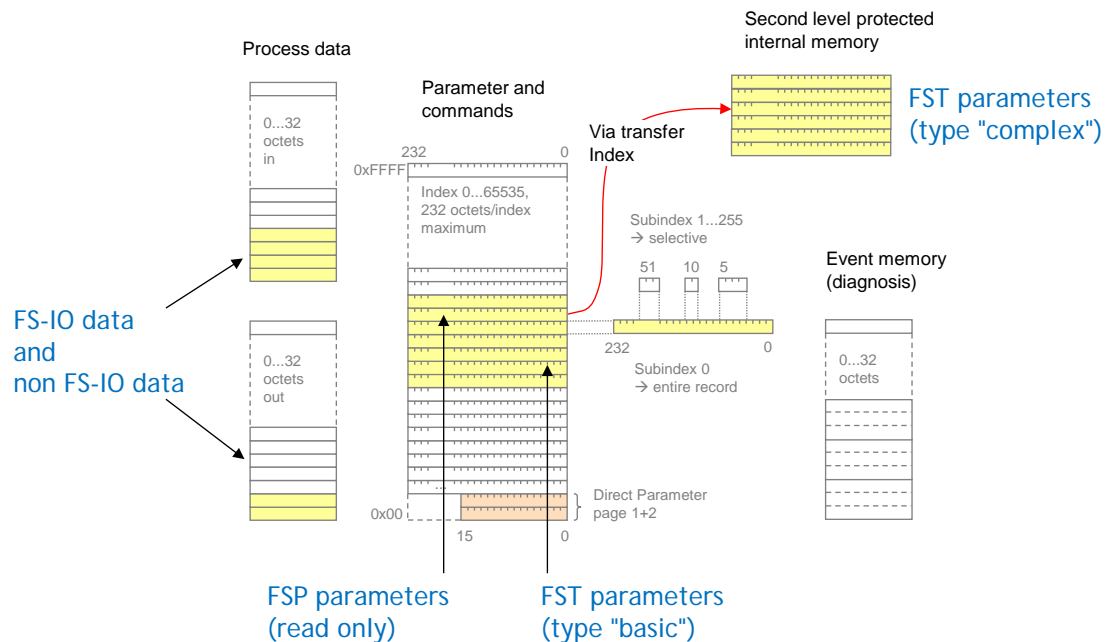 Process data
0...32
octets
in
FS-IO data
and
non FS-IO data
0...32
octets
out
Parameter and
commands
232
0
0xFFFF
Index 0...65535,
232 octets/index
maximum
...
0x00
15
0
Direct Parameter
page 1+2
FSP parameters
(read only)
FST parameters
(type "basic")
Via transfer
Index
Second level protected
internal memory
FST parameters
(type "complex")
Subindex 1...255
→ selective
51
10
5
232
0
Subindex 0
→ entire record
Event memory
(diagnosis)
0...32
octets